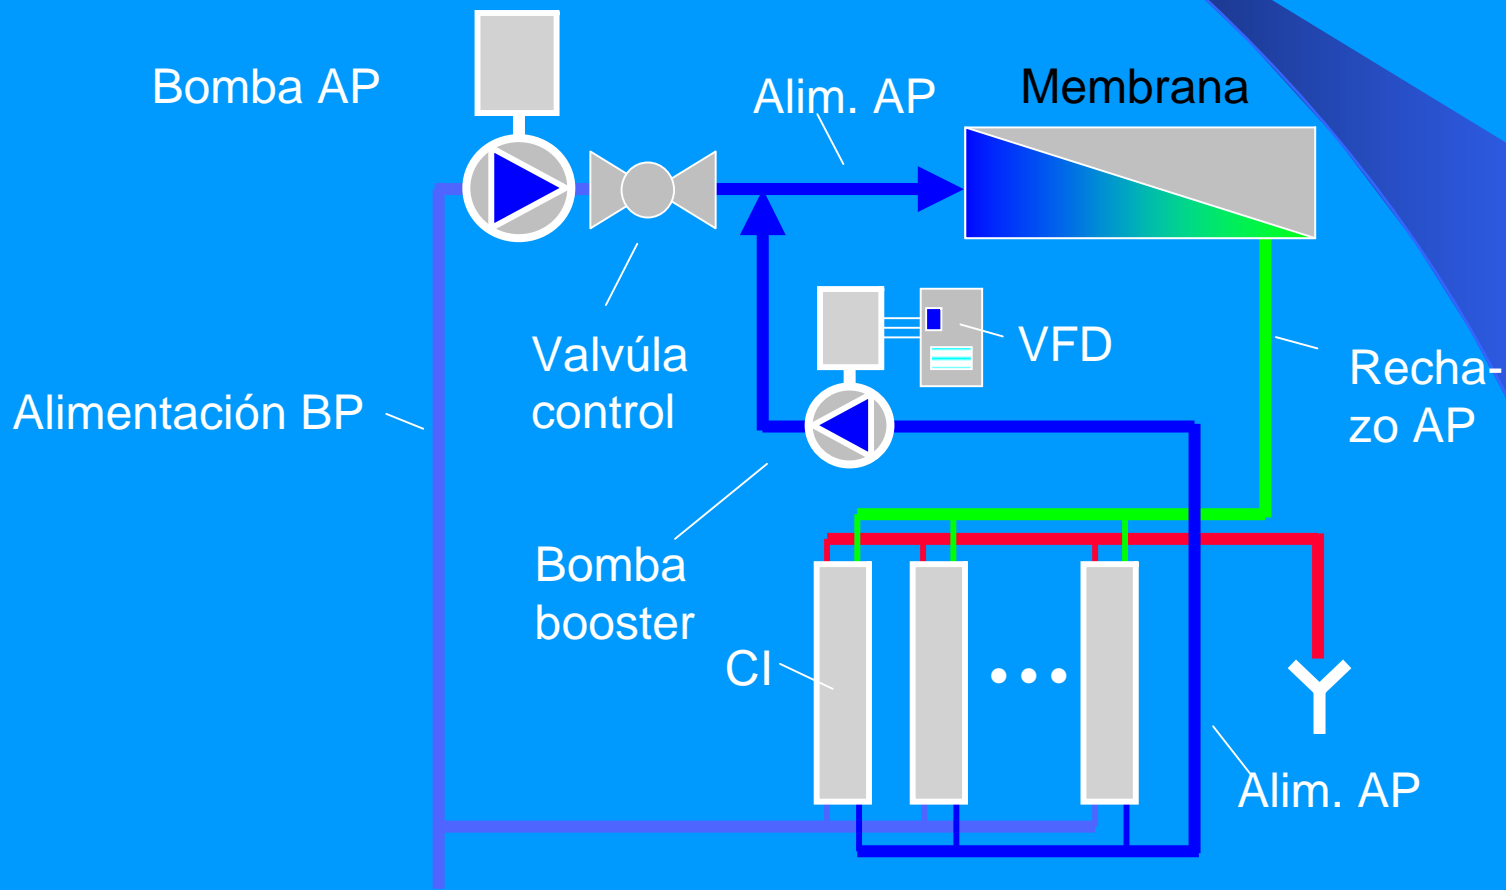 Bomba AP
Alim. AP
Membrana
Valvúla
control
VFD
Recha-
zo AP
Alimentación BP
Bomba
booster
CI
Alim. AP